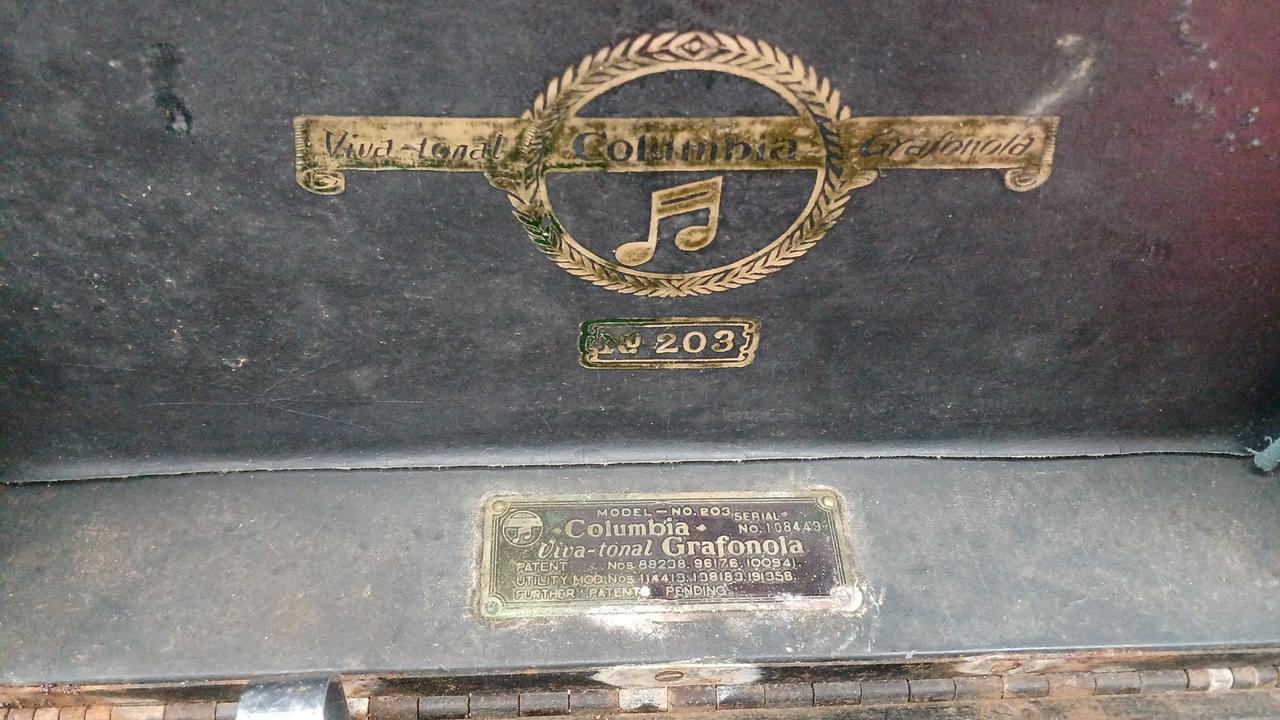 Viva-tonal Columbia Grafonola
No 203
MODEL-NO.203 SERIAL
Columbia NO.108449
Viva-tonal Grafonola
PATENT Nos. 89238. 96176. 100941.
UTILITY MOD. Nos. 114413. 138183. 191358.
FURTHER PATENT PENDING